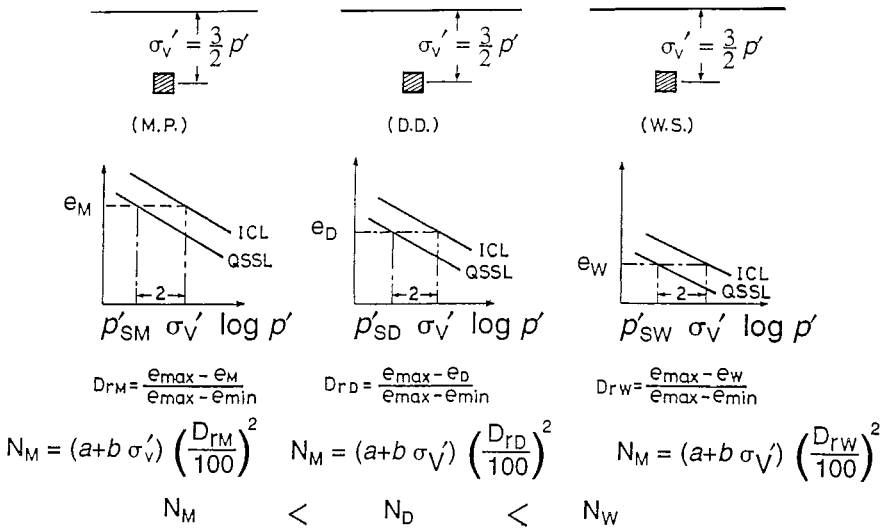 σv′ = 3/2 p′ σv′ = 3/2 p′ σv′ = 3/2 p′
(M.P.) (D.D.) (W.S.)
eM ICL QSSL 2
eD ICL QSSL 2
eW ICL QSSL 2
p′SM σV′ log p′ p′SD σV′ log p′ p′SW σV′ log p′
DrM = (emax − eM)/(emax − emin) DrD = (emax − eD)/(emax − emin) Drw = (emax − ew)/(emax − emin)
NM = (a+b σv′) (DrM/100)² NM = (a+b σV′) (DrD/100)² NM = (a+b σV′) (Drw/100)²
NM < ND < NW